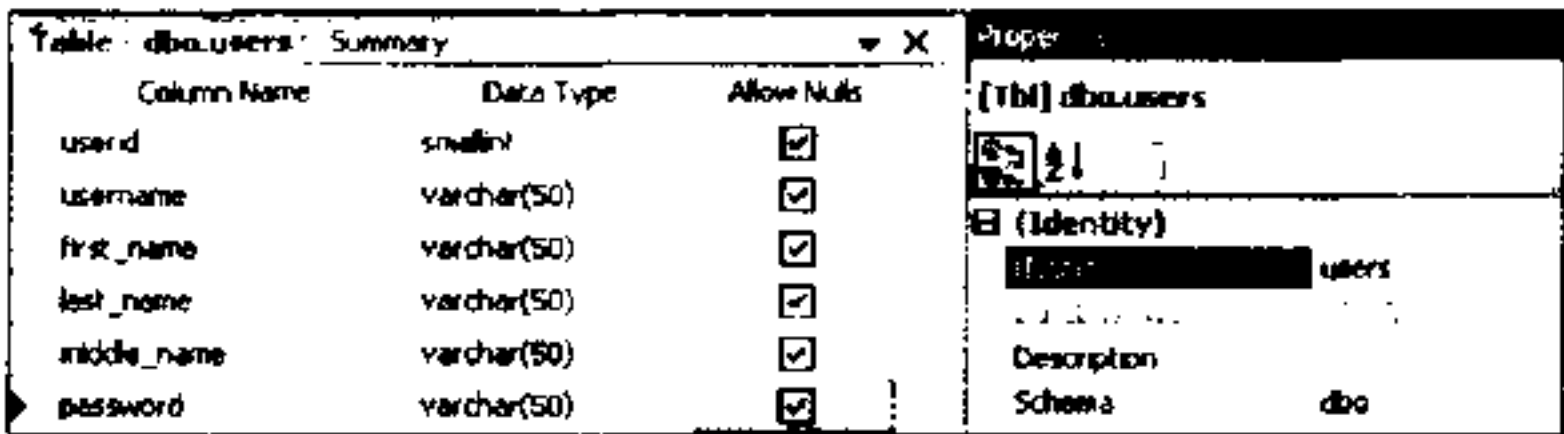 Table - dbo.users Summary
Column Name Data Type Allow Nulls
userid smallint
username varchar(50)
first_name varchar(50)
last_name varchar(50)
middle_name varchar(50)
password varchar(50)
[Tbl] dbo.users
(Identity)
users
Description
Schema dbo